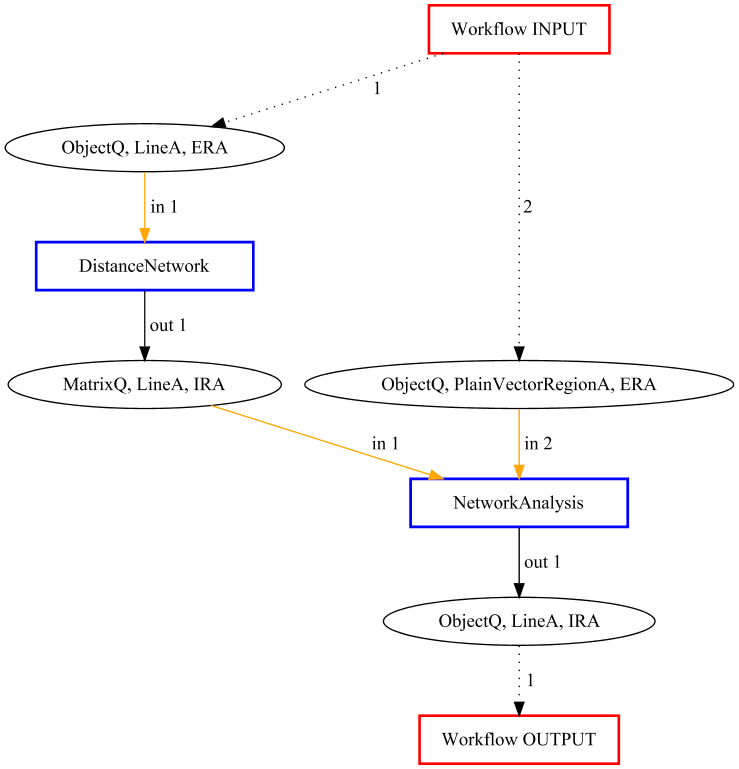 Workflow INPUT
1
ObjectQ, LineA, ERA
in 1
2
DistanceNetwork
out 1
MatrixQ, LineA, IRA
ObjectQ, PlainVectorRegionA, ERA
in 1
in 2
NetworkAnalysis
out 1
ObjectQ, LineA, IRA
1
Workflow OUTPUT